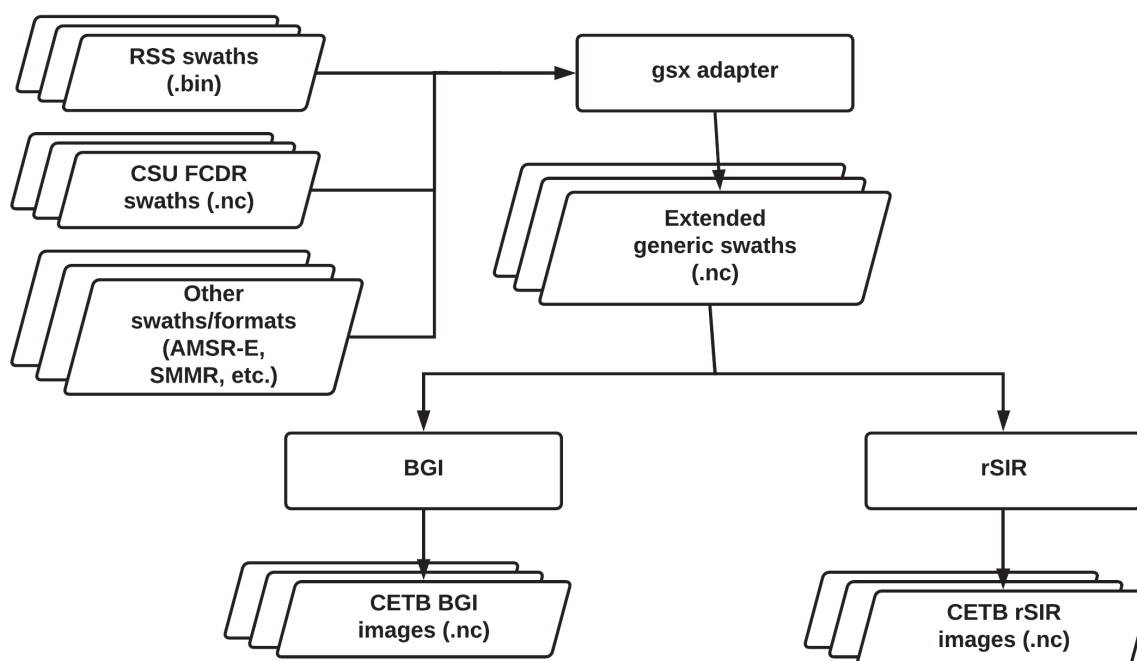 RSS swaths
(.bin)
gsx adapter
CSU FCDR
swaths (.nc)
Extended
generic swaths
(.nc)
Other
swaths/formats
(AMSR-E,
SMMR, etc.)
BGI
rSIR
CETB BGI
images (.nc)
CETB rSIR
images (.nc)